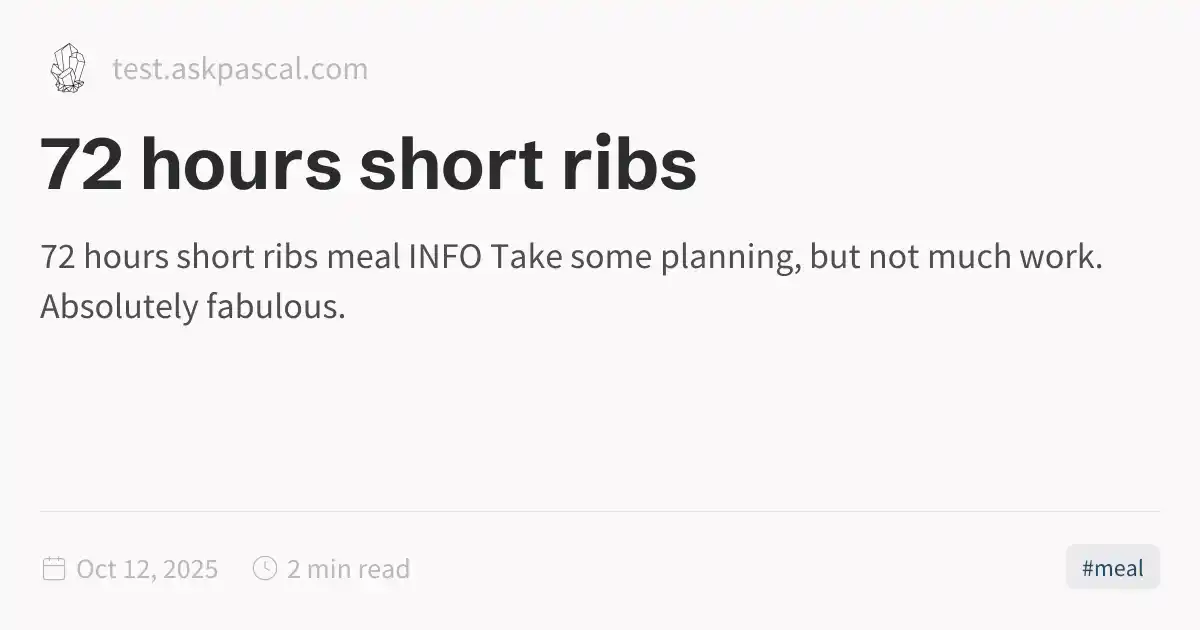 test.askpascal.com
72 hours short ribs
72 hours short ribs meal INFO Take some planning, but not much work.
Absolutely fabulous.
Oct 12, 2025 2 min read #meal